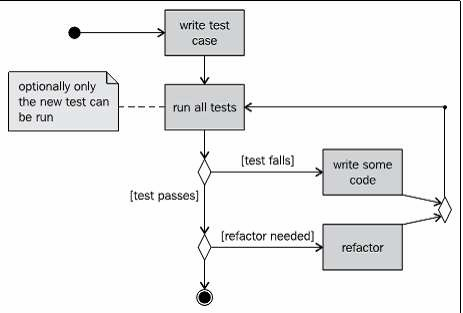 write test
case
optionally only
the new test can
be run
run all tests
[test falls]
write some
code
[test passes]
[refactor needed]
refactor